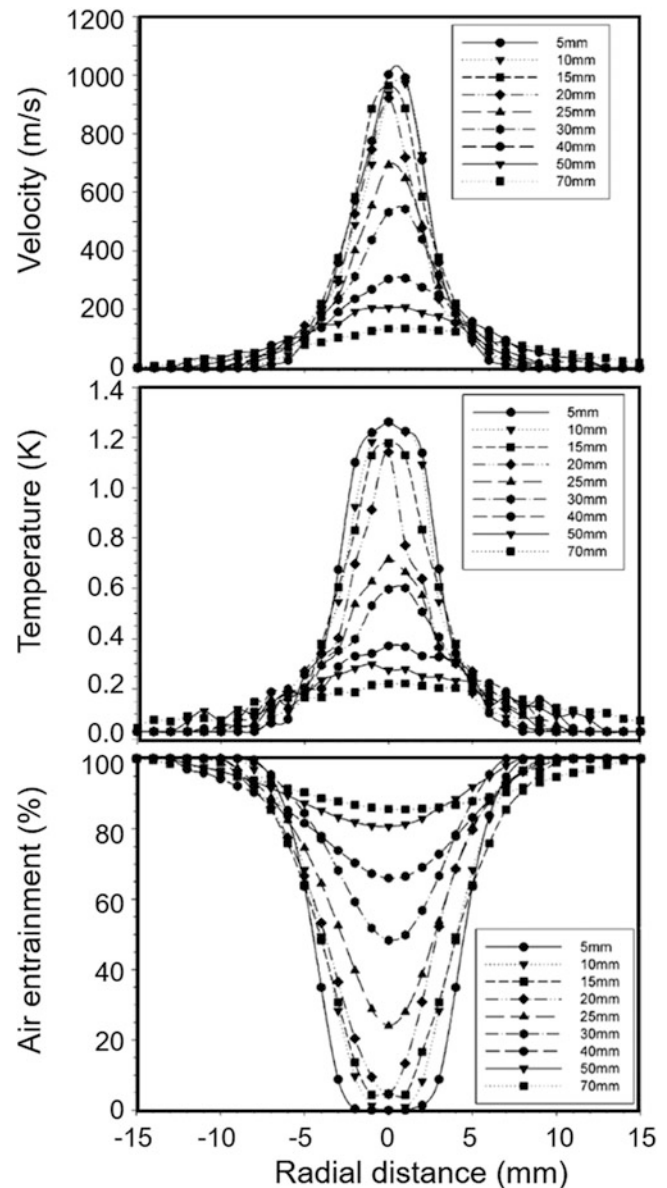 1200
1000
800
600
400
200
0
Velocity (m/s)
5mm
10mm
15mm
20mm
25mm
30mm
40mm
50mm
70mm
1.4
1.2
1.0
0.8
0.6
0.4
0.2
0.0
Temperature (K)
5mm
10mm
15mm
20mm
25mm
30mm
40mm
50mm
70mm
100
80
60
40
20
0
Air entrainment (%)
5mm
10mm
15mm
20mm
25mm
30mm
40mm
50mm
70mm
-15 -10 -5 0 5 10 15
Radial distance (mm)